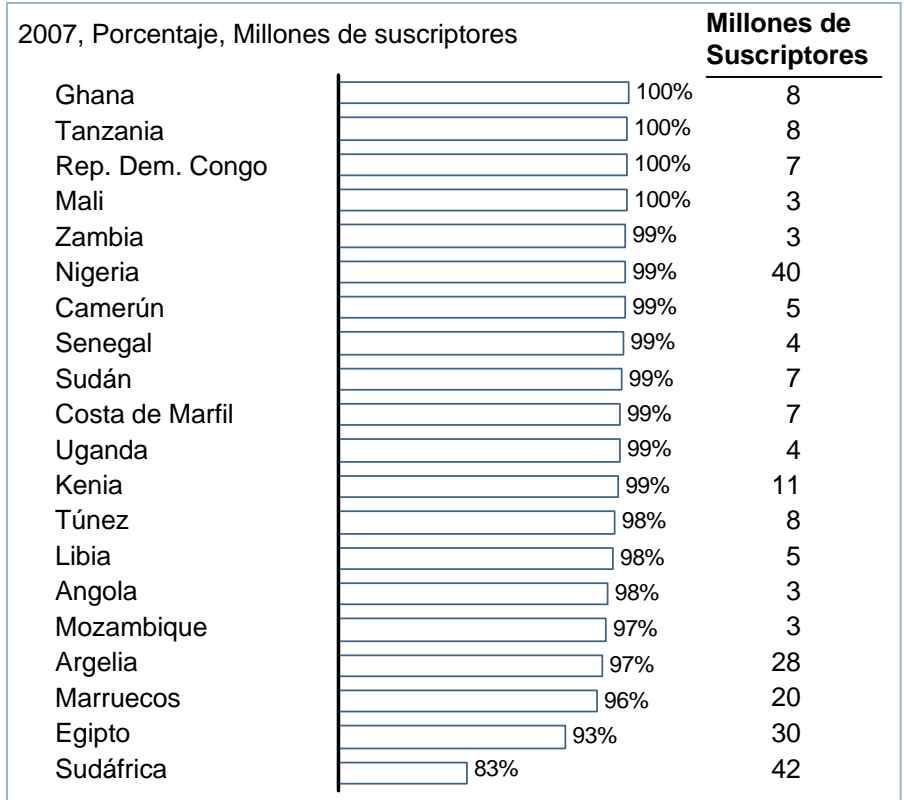 2007, Porcentaje, Millones de suscriptores
Millones de
Suscriptores
Ghana 100% 8
Tanzania 100% 8
Rep. Dem. Congo 100% 7
Mali 100% 3
Zambia 99% 3
Nigeria 99% 40
Camerún 99% 5
Senegal 99% 4
Sudán 99% 7
Costa de Marfil 99% 7
Uganda 99% 4
Kenia 99% 11
Túnez 98% 8
Libia 98% 5
Angola 98% 3
Mozambique 97% 3
Argelia 97% 28
Marruecos 96% 20
Egipto 93% 30
Sudáfrica 83% 42